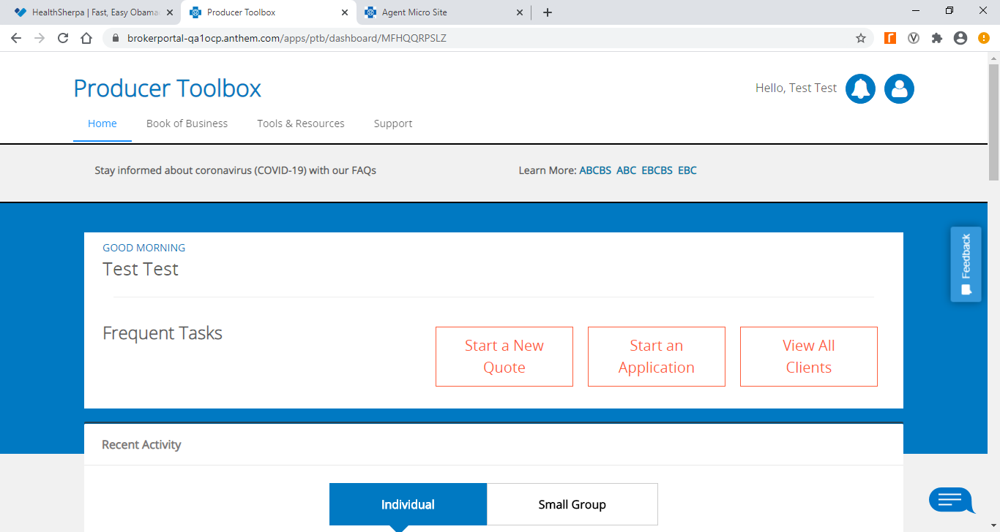 HealthSherpa | Fast, Easy Obama
Producer Toolbox
Agent Micro Site
brokerportal-qa1ocp.anthem.com/apps/ptb/dashboard/MFHQQRPSLZ
Producer Toolbox
Hello, Test Test
Home Book of Business Tools & Resources Support
Stay informed about coronavirus (COVID-19) with our FAQs
Learn More: ABCBS ABC EBCBS EBC
GOOD MORNING
Test Test
Feedback
Frequent Tasks
Start a New
Quote
Start an
Application
View All
Clients
Recent Activity
Individual
Small Group